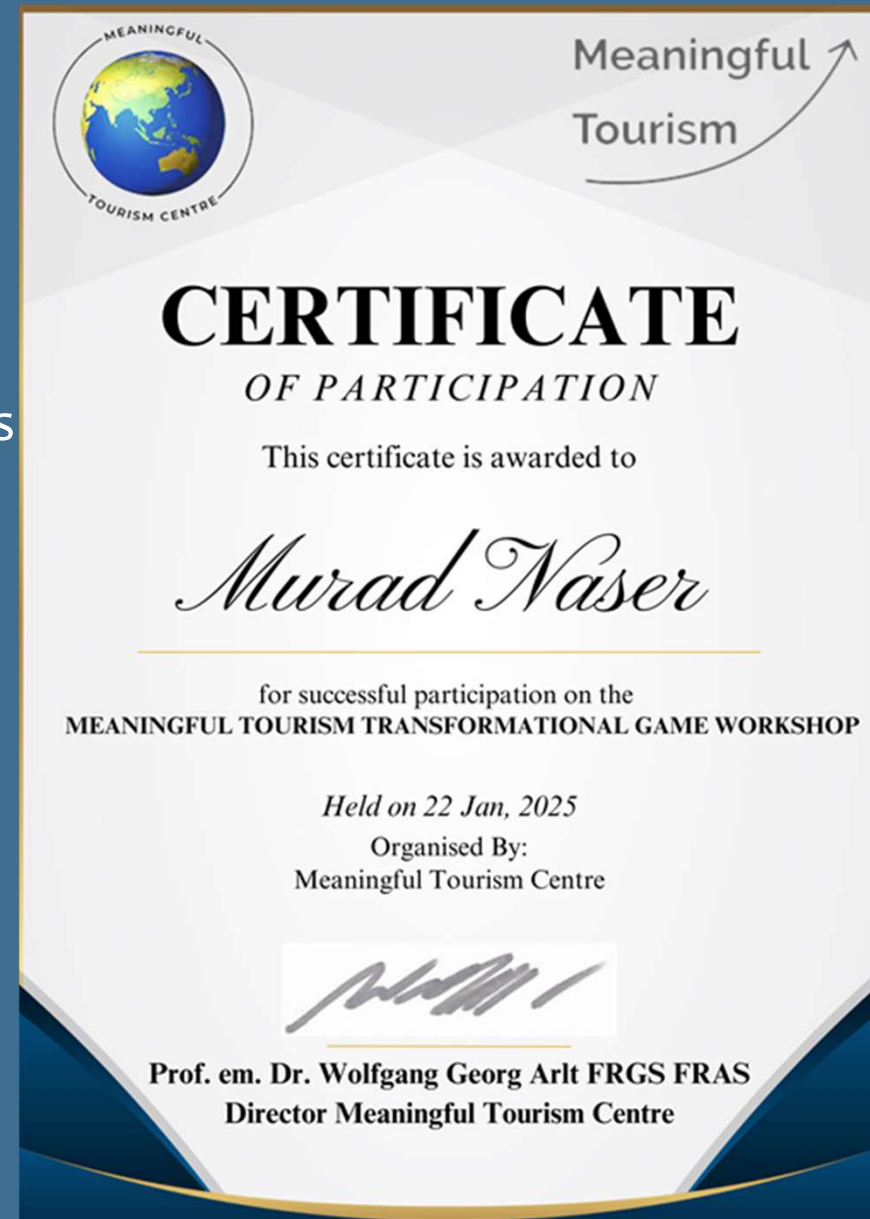 MEANINGFUL
TOURISM CENTRE
Meaningful
Tourism
CERTIFICATE
OF PARTICIPATION
s
This certificate is awarded to
Murad Naser
for successful participation on the
MEANINGFUL TOURISM TRANSFORMATIONAL GAME WORKSHOP
Held on 22 Jan, 2025
Organised By:
Meaningful Tourism Centre
Prof. em. Dr. Wolfgang Georg Arlt FRGS FRAS
Director Meaningful Tourism Centre